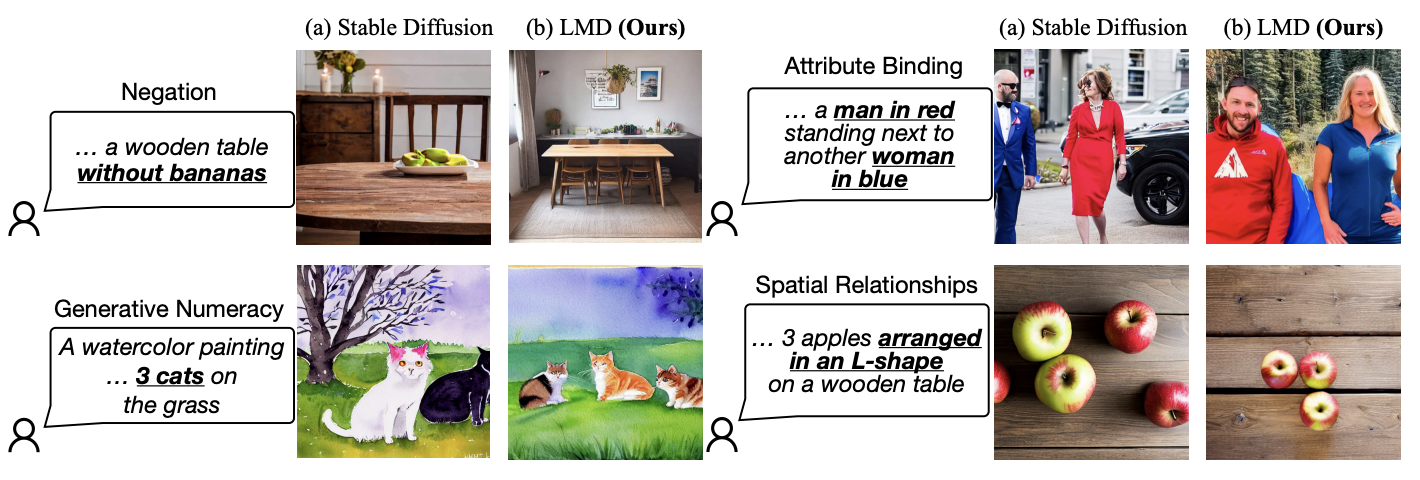 (a) Stable Diffusion
(b) LMD (Ours)
Negation
… a wooden table
without bananas
Generative Numeracy
A watercolor painting
… 3 cats on
the grass
(a) Stable Diffusion
(b) LMD (Ours)
Attribute Binding
… a man in red
standing next to
another woman
in blue
Spatial Relationships
… 3 apples arranged
in an L-shape
on a wooden table